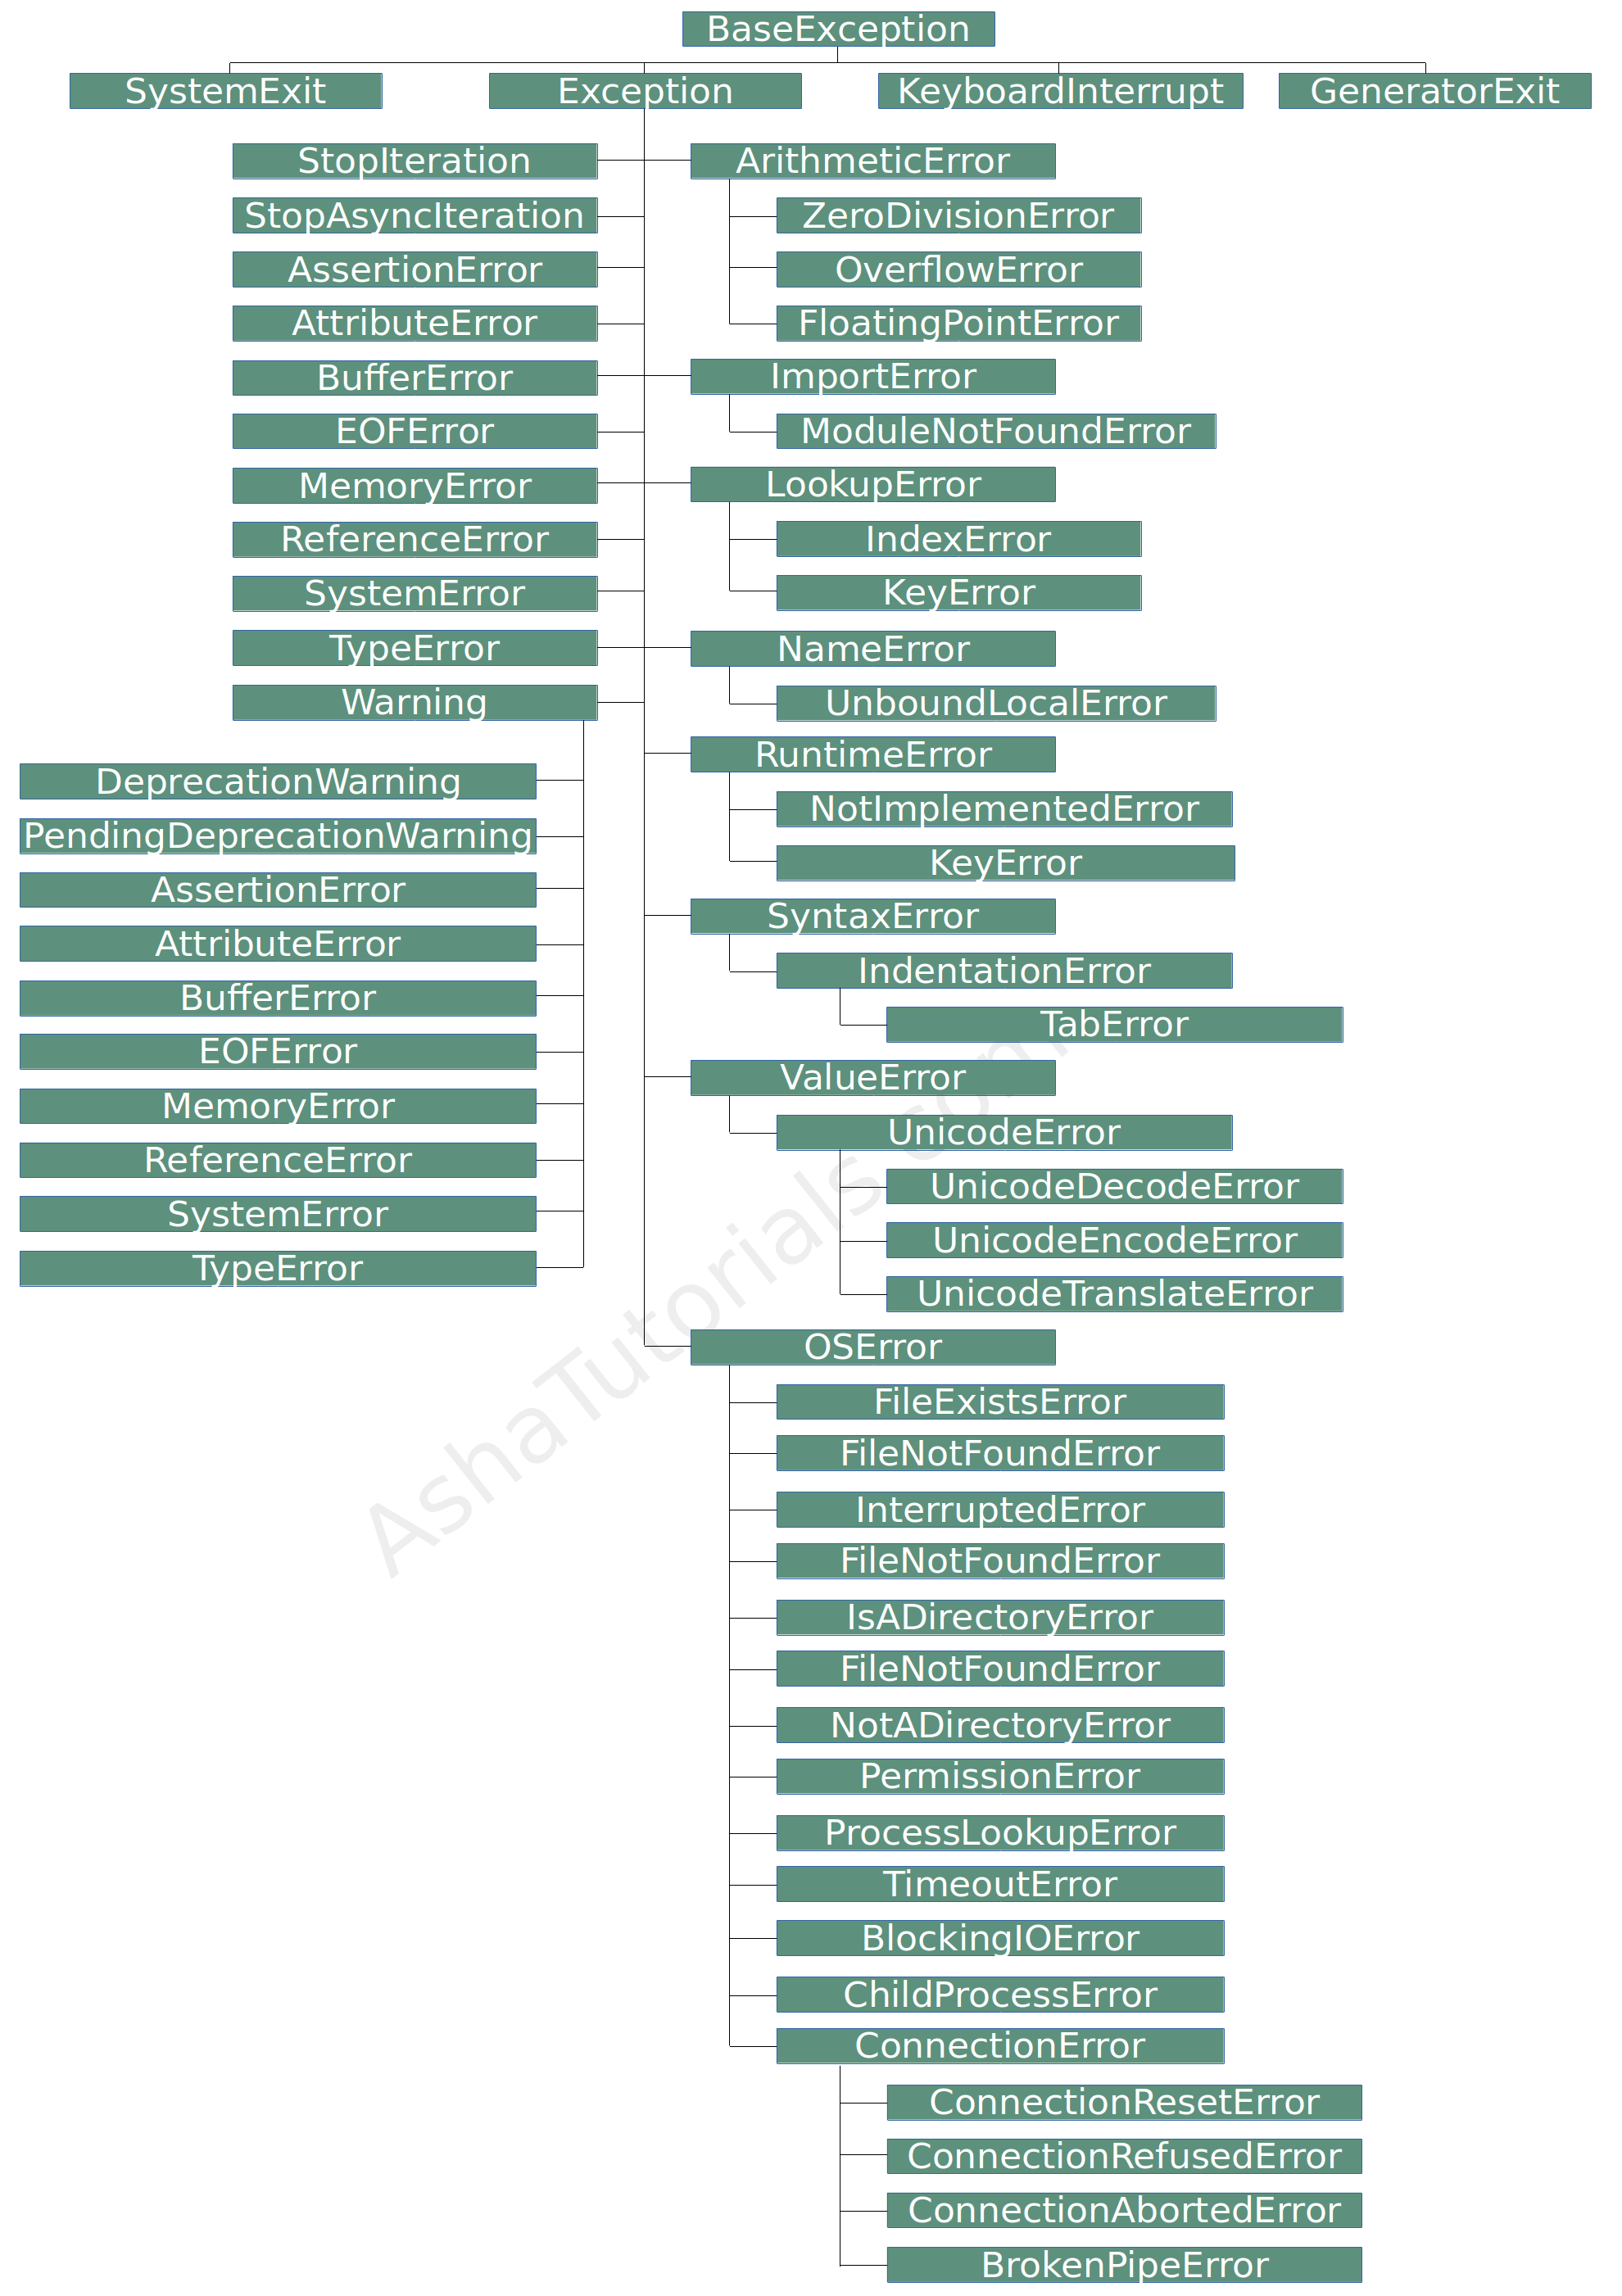 BaseException
SystemExit
Exception
KeyboardInterrupt
GeneratorExit
StopIteration
StopAsyncIteration
AssertionError
AttributeError
BufferError
EOFError
MemoryError
ReferenceError
SystemError
TypeError
Warning
DeprecationWarning
PendingDeprecationWarning
AssertionError
AttributeError
BufferError
EOFError
MemoryError
ReferenceError
SystemError
TypeError
ArithmeticError
ZeroDivisionError
OverflowError
FloatingPointError
ImportError
ModuleNotFoundError
LookupError
IndexError
KeyError
NameError
UnboundLocalError
RuntimeError
NotImplementedError
KeyError
SyntaxError
IndentationError
TabError
ValueError
UnicodeError
UnicodeDecodeError
UnicodeEncodeError
UnicodeTranslateError
OSError
FileExistsError
FileNotFoundError
InterruptedError
FileNotFoundError
IsADirectoryError
FileNotFoundError
NotADirectoryError
PermissionError
ProcessLookupError
TimeoutError
BlockingIOError
ChildProcessError
ConnectionError
ConnectionResetError
ConnectionRefusedError
ConnectionAbortedError
BrokenPipeError
AshaTutorials.com